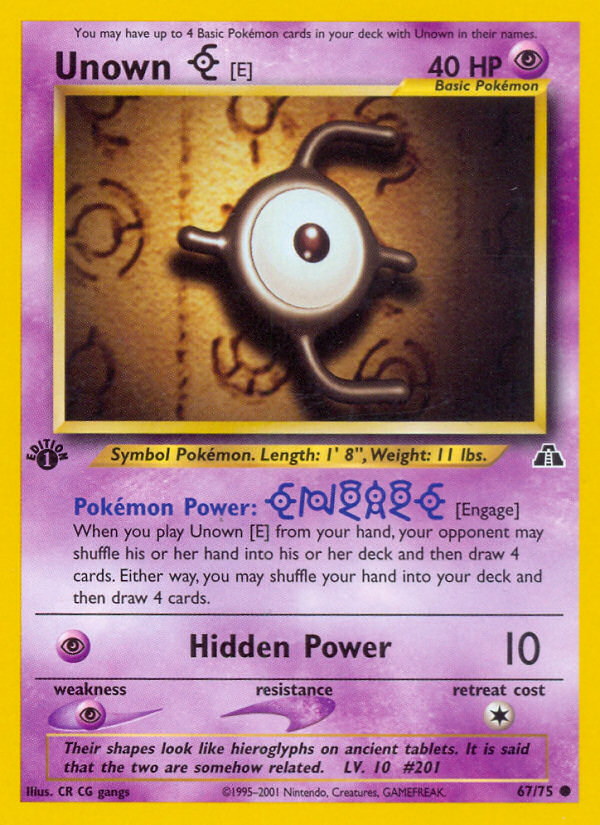 You may have up to 4 Basic Pokémon cards in your deck with Unown in their names.
Unown E [E] 40 HP
Basic Pokémon
EDITION 1
Symbol Pokémon. Length: 1' 8", Weight: 11 lbs.
Pokémon Power: ENGAGE [Engage]
When you play Unown [E] from your hand, your opponent may
shuffle his or her hand into his or her deck and then draw 4
cards. Either way, you may shuffle your hand into your deck and
then draw 4 cards.
Hidden Power 10
weakness resistance retreat cost
Their shapes look like hieroglyphs on ancient tablets. It is said
that the two are somehow related. LV. 10 #201
Illus. CR CG gangs ©1995-2001 Nintendo, Creatures, GAMEFREAK. 67/75